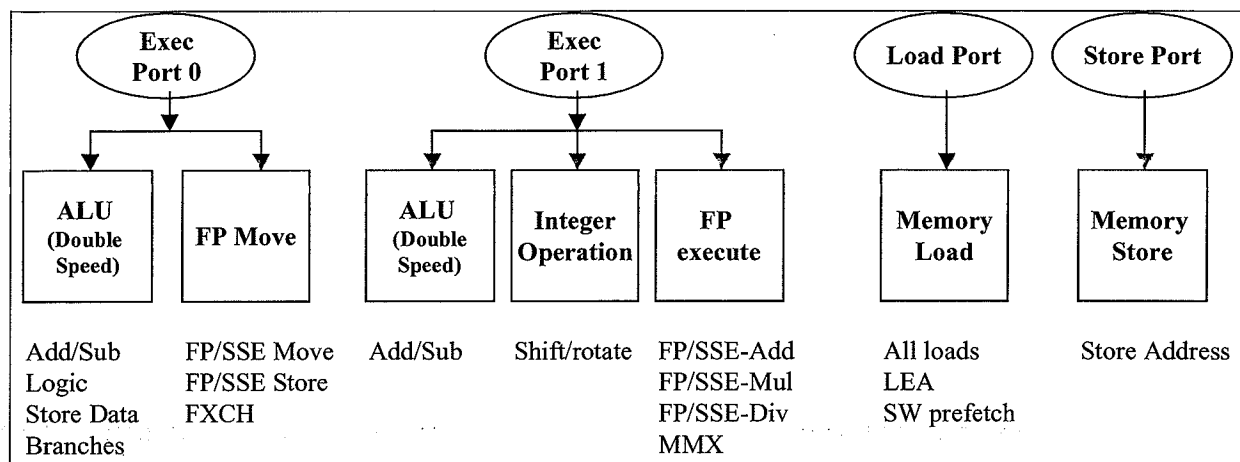 Exec
Port 0
Exec
Port 1
Load Port
Store Port
ALU
(Double
Speed)
FP Move
ALU
(Double
Speed)
Integer
Operation
FP
execute
Memory
Load
Memory
Store
Add/Sub
Logic
Store Data
Branches
FP/SSE Move
FP/SSE Store
FXCH
Add/Sub
Shift/rotate
FP/SSE-Add
FP/SSE-Mul
FP/SSE-Div
MMX
All loads
LEA
SW prefetch
Store Address